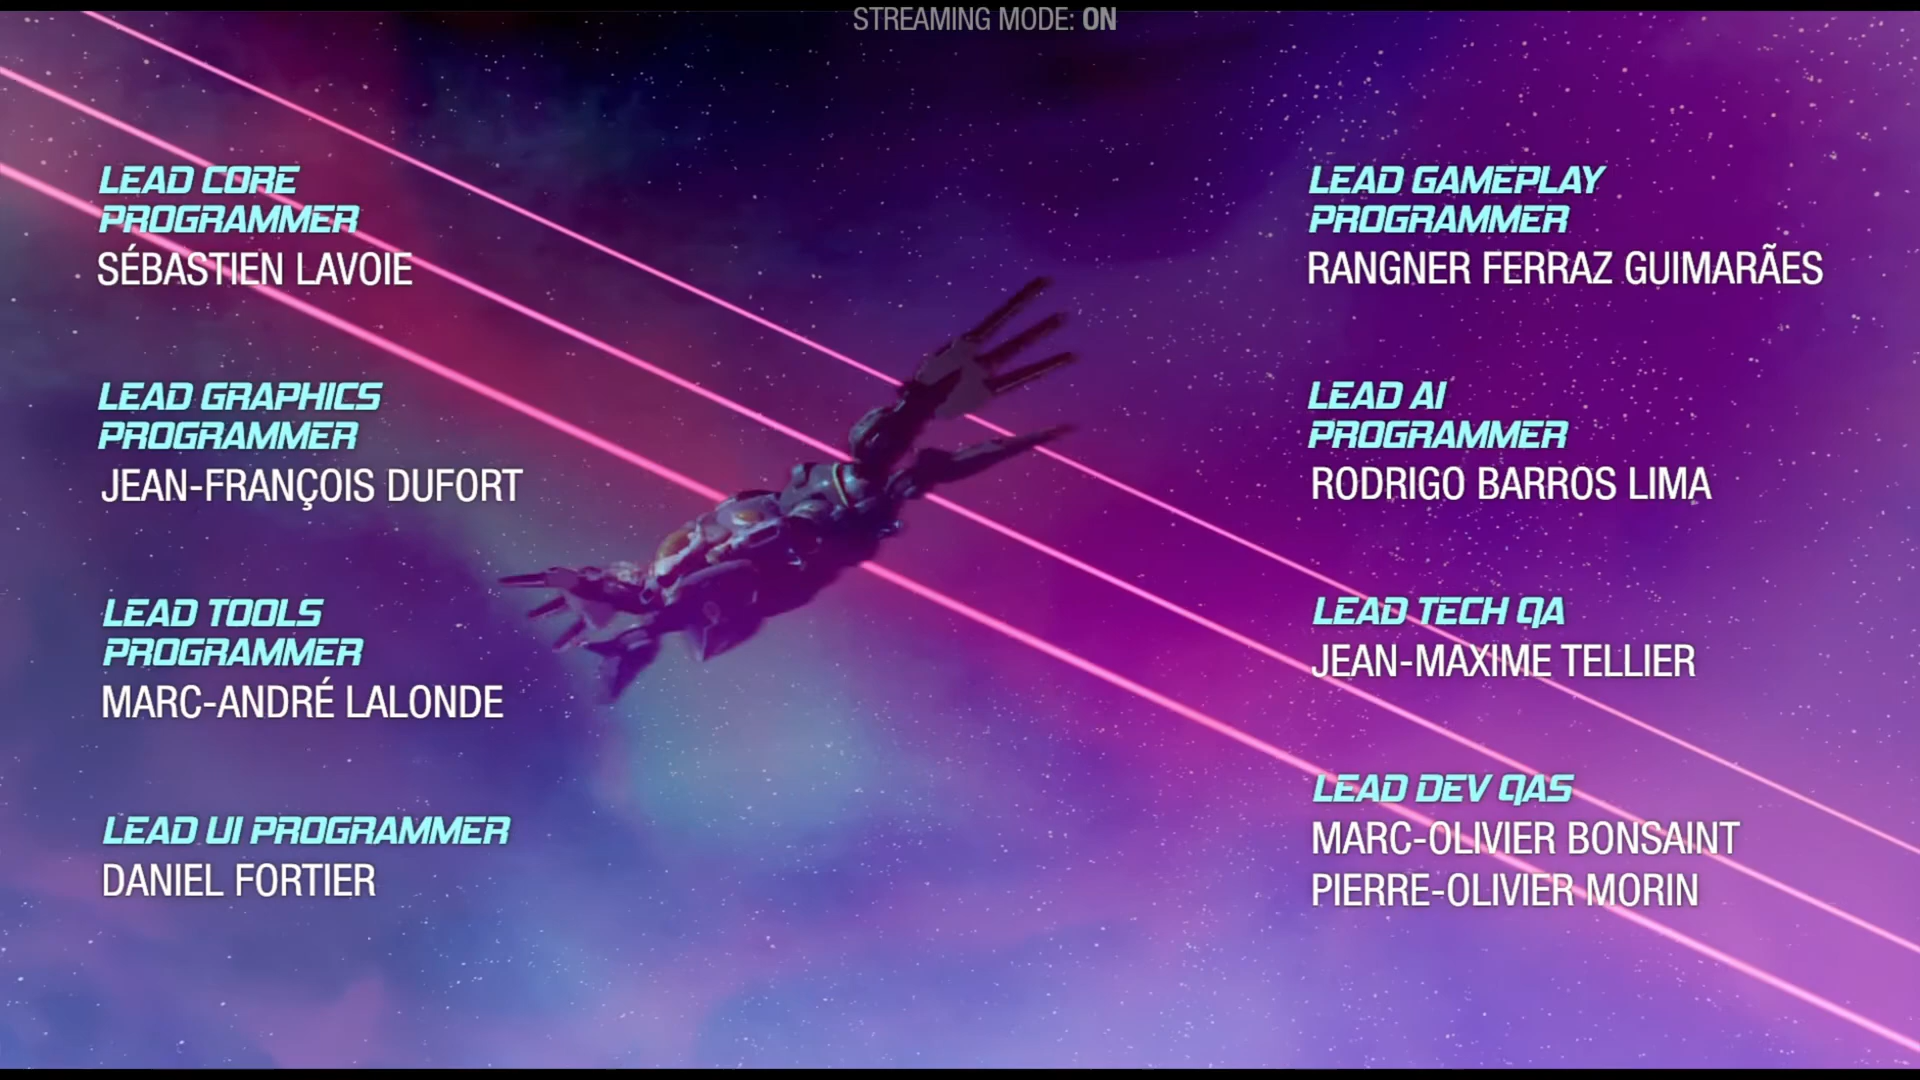 STREAMING MODE: ON
LEAD CORE
PROGRAMMER
SÉBASTIEN LAVOIE
LEAD GRAPHICS
PROGRAMMER
JEAN-FRANÇOIS DUFORT
LEAD TOOLS
PROGRAMMER
MARC-ANDRÉ LALONDE
LEAD UI PROGRAMMER
DANIEL FORTIER
LEAD GAMEPLAY
PROGRAMMER
RANGNER FERRAZ GUIMARÃES
LEAD AI
PROGRAMMER
RODRIGO BARROS LIMA
LEAD TECH QA
JEAN-MAXIME TELLIER
LEAD DEV QAS
MARC-OLIVIER BONSAINT
PIERRE-OLIVIER MORIN